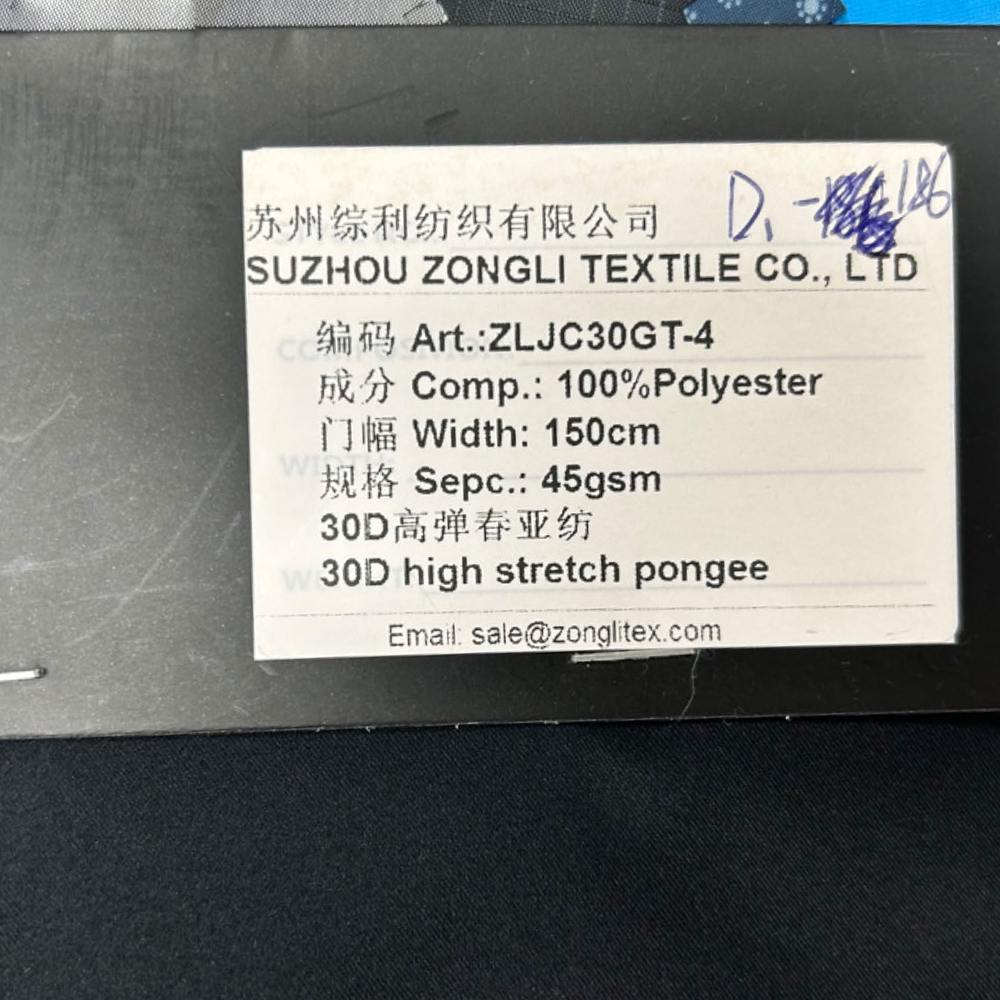 D. 186
苏州综利纺织有限公司
SUZHOU ZONGLI TEXTILE CO., LTD
编码 Art.:ZLJC30GT-4
成分 Comp.: 100%Polyester
门幅 Width: 150cm
规格 Sepc.: 45gsm
30D高弹春亚纺
30D high stretch pongee
Email: sale@zonglitex.com
COMPOSITION:
WIDTH: